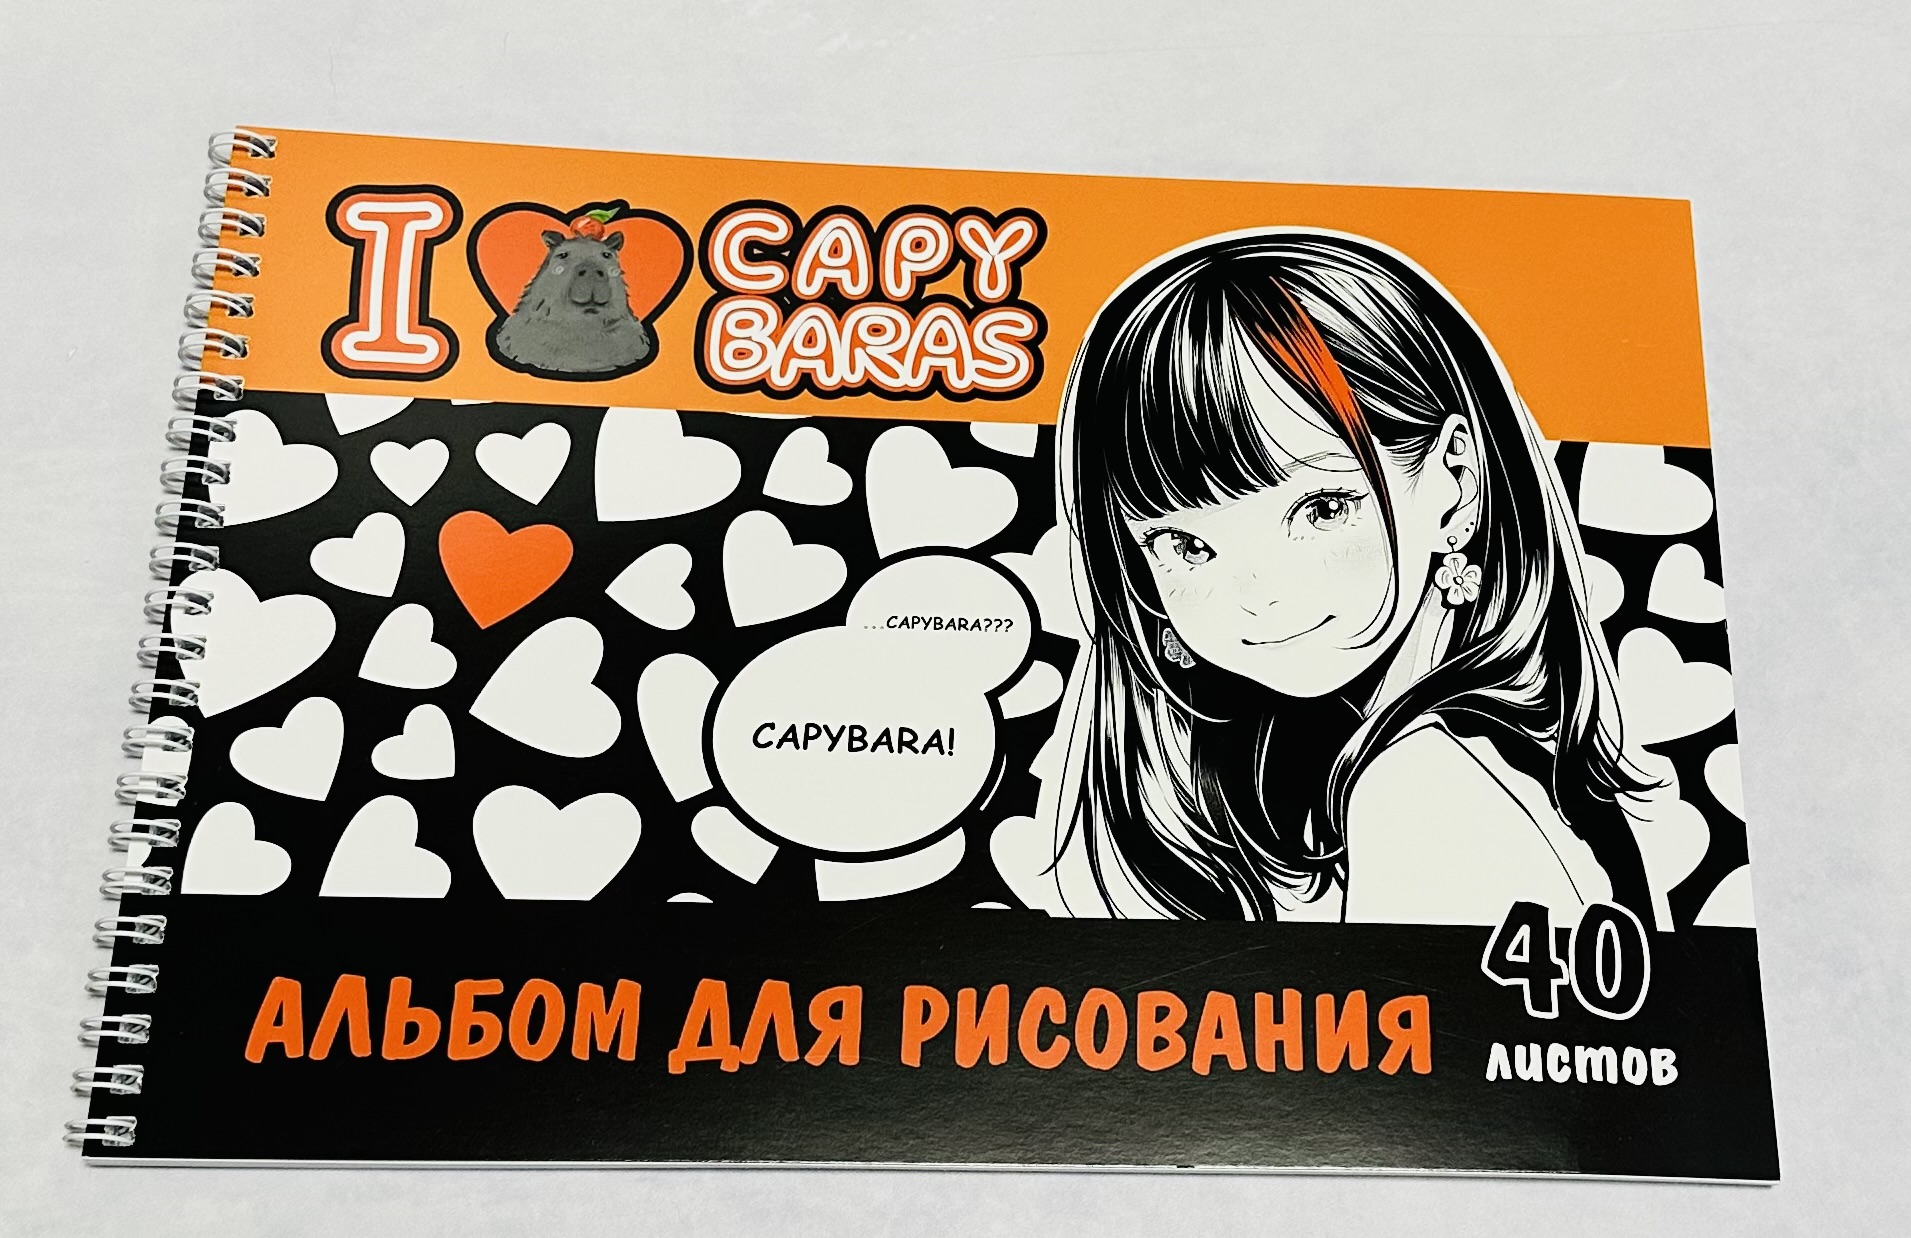 I CAPY
BARAS
...CAPYBARA???
CAPYBARA!
АЛЬБОМ ДЛЯ РИСОВАНИЯ
40
листов